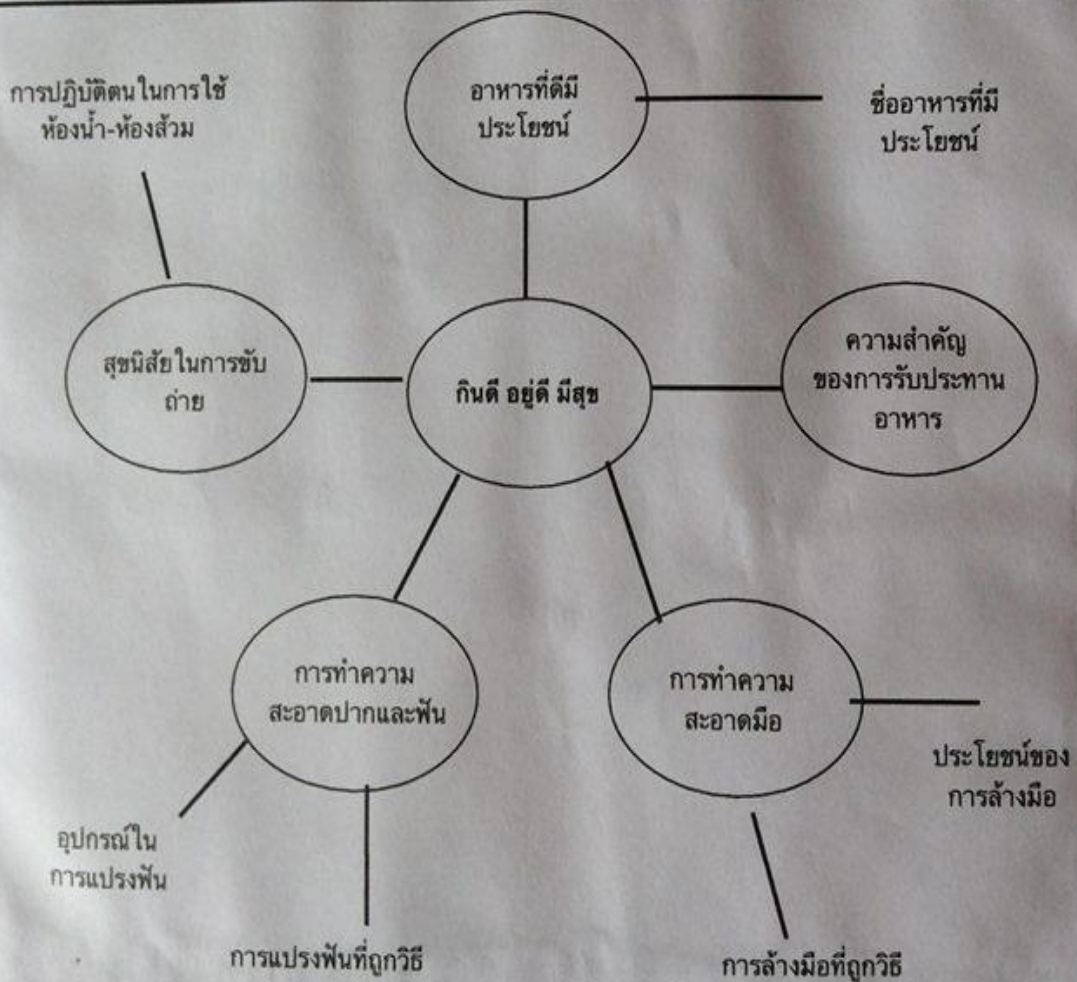 การปฏิบัติตนในการใช้
ห้องน้ำ-ห้องส้วม
อาหารที่ดีมี
ประโยชน์
ชื่ออาหารที่มี
ประโยชน์
สุขนิสัยในการขับ
ถ่าย
กินดี อยู่ดี มีสุข
ความสำคัญ
ของการรับประทาน
อาหาร
การทำความ
สะอาดปากและฟัน
การทำความ
สะอาดมือ
ประโยชน์ของ
การล้างมือ
อุปกรณ์ใน
การแปรงฟัน
การแปรงฟันที่ถูกวิธี
การล้างมือที่ถูกวิธี